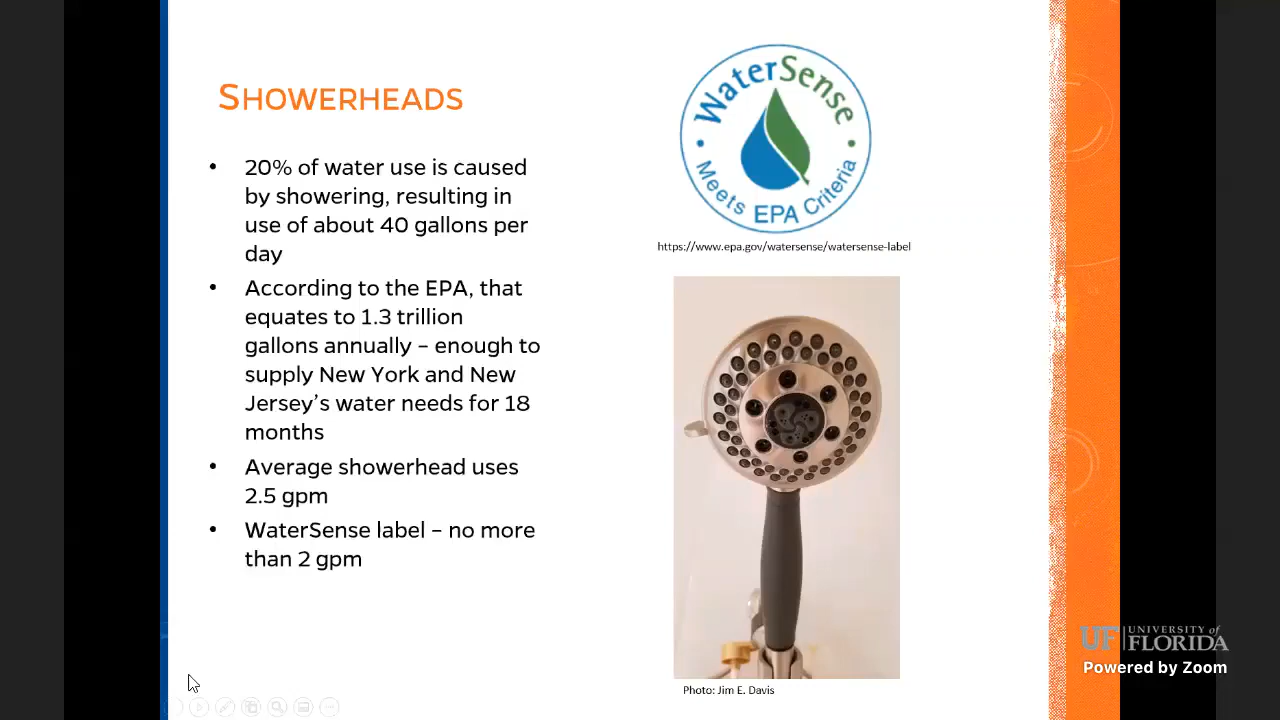 SHOWERHEADS
• 20% of water use is caused
by showering, resulting in
use of about 40 gallons per
day
• According to the EPA, that
equates to 1.3 trillion
gallons annually – enough to
supply New York and New
Jersey's water needs for 18
months
• Average showerhead uses
2.5 gpm
• WaterSense label – no more
than 2 gpm
WaterSense
• Meets EPA Criteria •
https://www.epa.gov/watersense/watersense-label
Photo: Jim E. Davis
UF UNIVERSITY of
FLORIDA
Powered by Zoom